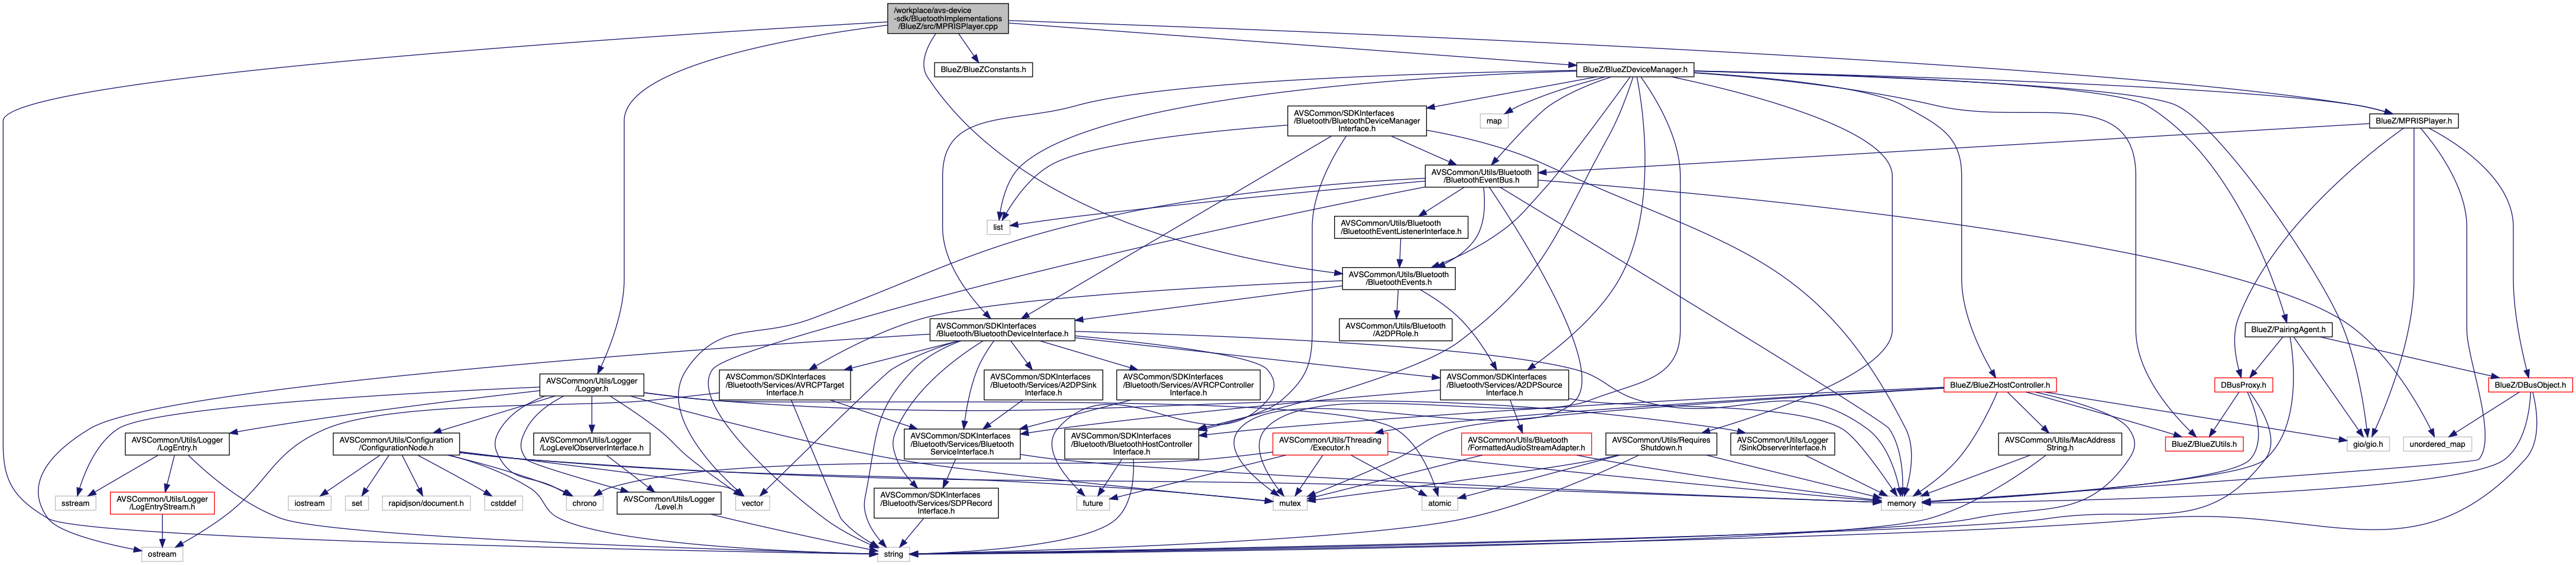 /workplace/avs-device
-sdk/BluetoothImplementations
/BlueZ/src/MPRISPlayer.cpp
BlueZ/BlueZConstants.h
BlueZ/BlueZDeviceManager.h
AVSCommon/SDKInterfaces
/Bluetooth/BluetoothDeviceManager
Interface.h
map
BlueZ/MPRISPlayer.h
AVSCommon/Utils/Bluetooth
/BluetoothEventBus.h
list
AVSCommon/Utils/Bluetooth
/BluetoothEventListenerInterface.h
AVSCommon/Utils/Bluetooth
/BluetoothEvents.h
AVSCommon/SDKInterfaces
/Bluetooth/BluetoothDeviceInterface.h
AVSCommon/Utils/Bluetooth
/A2DPRole.h
BlueZ/PairingAgent.h
AVSCommon/Utils/Logger
/Logger.h
AVSCommon/SDKInterfaces
/Bluetooth/Services/AVRCPTarget
Interface.h
AVSCommon/SDKInterfaces
/Bluetooth/Services/A2DPSink
Interface.h
AVSCommon/SDKInterfaces
/Bluetooth/Services/AVRCPController
Interface.h
AVSCommon/SDKInterfaces
/Bluetooth/Services/A2DPSource
Interface.h
BlueZ/BlueZHostController.h
DBusProxy.h
BlueZ/DBusObject.h
AVSCommon/Utils/Logger
/LogEntry.h
AVSCommon/Utils/Configuration
/ConfigurationNode.h
AVSCommon/Utils/Logger
/LogLevelObserverInterface.h
AVSCommon/SDKInterfaces
/Bluetooth/Services/Bluetooth
ServiceInterface.h
AVSCommon/SDKInterfaces
/Bluetooth/BluetoothHostController
Interface.h
AVSCommon/Utils/Threading
/Executor.h
AVSCommon/Utils/Bluetooth
/FormattedAudioStreamAdapter.h
AVSCommon/Utils/Requires
Shutdown.h
AVSCommon/Utils/Logger
/SinkObserverInterface.h
AVSCommon/Utils/MacAddress
String.h
BlueZ/BlueZUtils.h
gio/gio.h
unordered_map
sstream
AVSCommon/Utils/Logger
/LogEntryStream.h
iostream
set
rapidjson/document.h
cstddef
chrono
AVSCommon/Utils/Logger
/Level.h
vector
AVSCommon/SDKInterfaces
/Bluetooth/Services/SDPRecord
Interface.h
future
mutex
atomic
memory
ostream
string